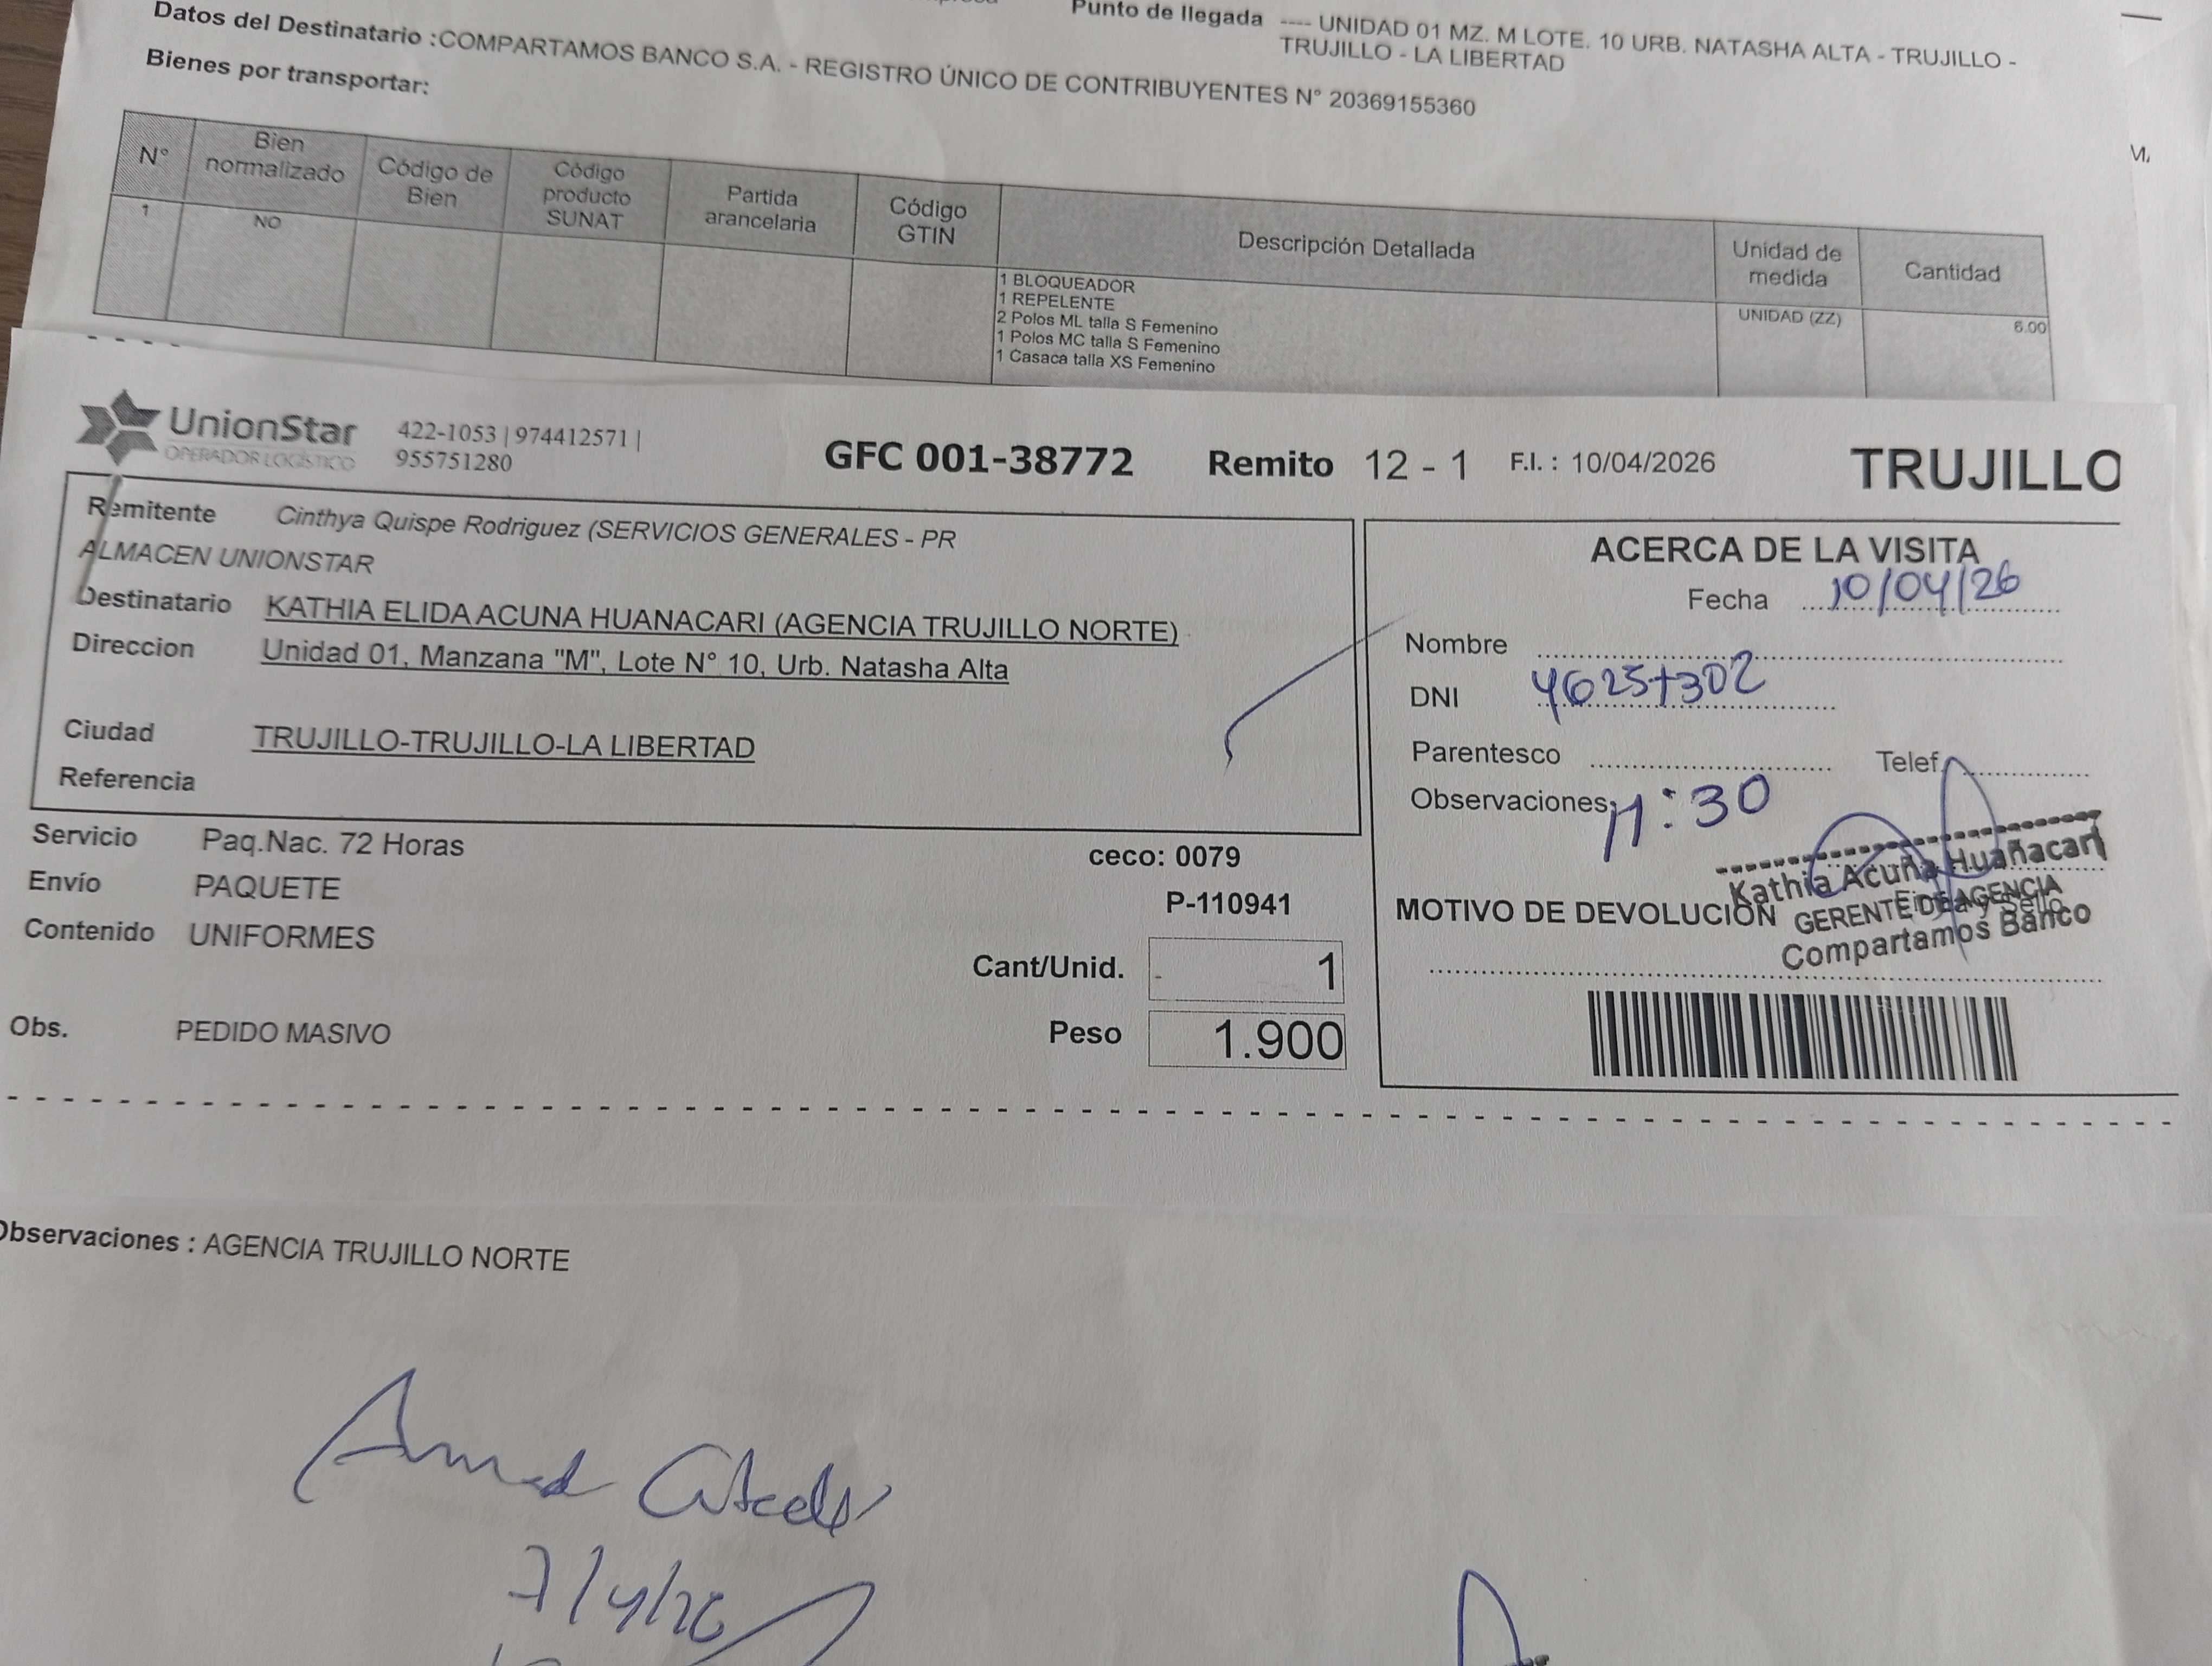 Punto de llegada ---- UNIDAD 01 MZ. M LOTE. 10 URB. NATASHA ALTA - TRUJILLO -
TRUJILLO - LA LIBERTAD
Datos del Destinatario :COMPARTAMOS BANCO S.A. - REGISTRO ÚNICO DE CONTRIBUYENTES N° 20369155360
Bienes por transportar:
N° Bien normalizado Código de Bien Código producto SUNAT Partida arancelaria Código GTIN Descripción Detallada Unidad de medida Cantidad
1 NO 1 BLOQUEADOR UNIDAD (ZZ) 6.00
1 REPELENTE
2 Polos ML talla S Femenino
1 Polos MC talla S Femenino
1 Casaca talla XS Femenino
UnionStar
OPERADOR LOGÍSTICO
422-1053 | 974412571 |
955751280
GFC 001-38772 Remito 12 - 1 F.I. : 10/04/2026 TRUJILLO
Remitente Cinthya Quispe Rodriguez (SERVICIOS GENERALES - PR
ALMACEN UNIONSTAR
Destinatario KATHIA ELIDA ACUNA HUANACARI (AGENCIA TRUJILLO NORTE)
Direccion Unidad 01, Manzana "M", Lote N° 10, Urb. Natasha Alta
Ciudad TRUJILLO-TRUJILLO-LA LIBERTAD
Referencia
Servicio Paq.Nac. 72 Horas
Envío PAQUETE
Contenido UNIFORMES
Obs. PEDIDO MASIVO
ceco: 0079
P-110941
Cant/Unid. 1
Peso 1.900
ACERCA DE LA VISITA
Fecha 10/04/26
Nombre
DNI 46257302
Parentesco Telef.
Observaciones: 11:30
Kathia Acuña Huañacari
GERENTE DE AGENCIA
Compartamos Banco
Firma y Sello
MOTIVO DE DEVOLUCIÓN
Observaciones : AGENCIA TRUJILLO NORTE
7/4/26